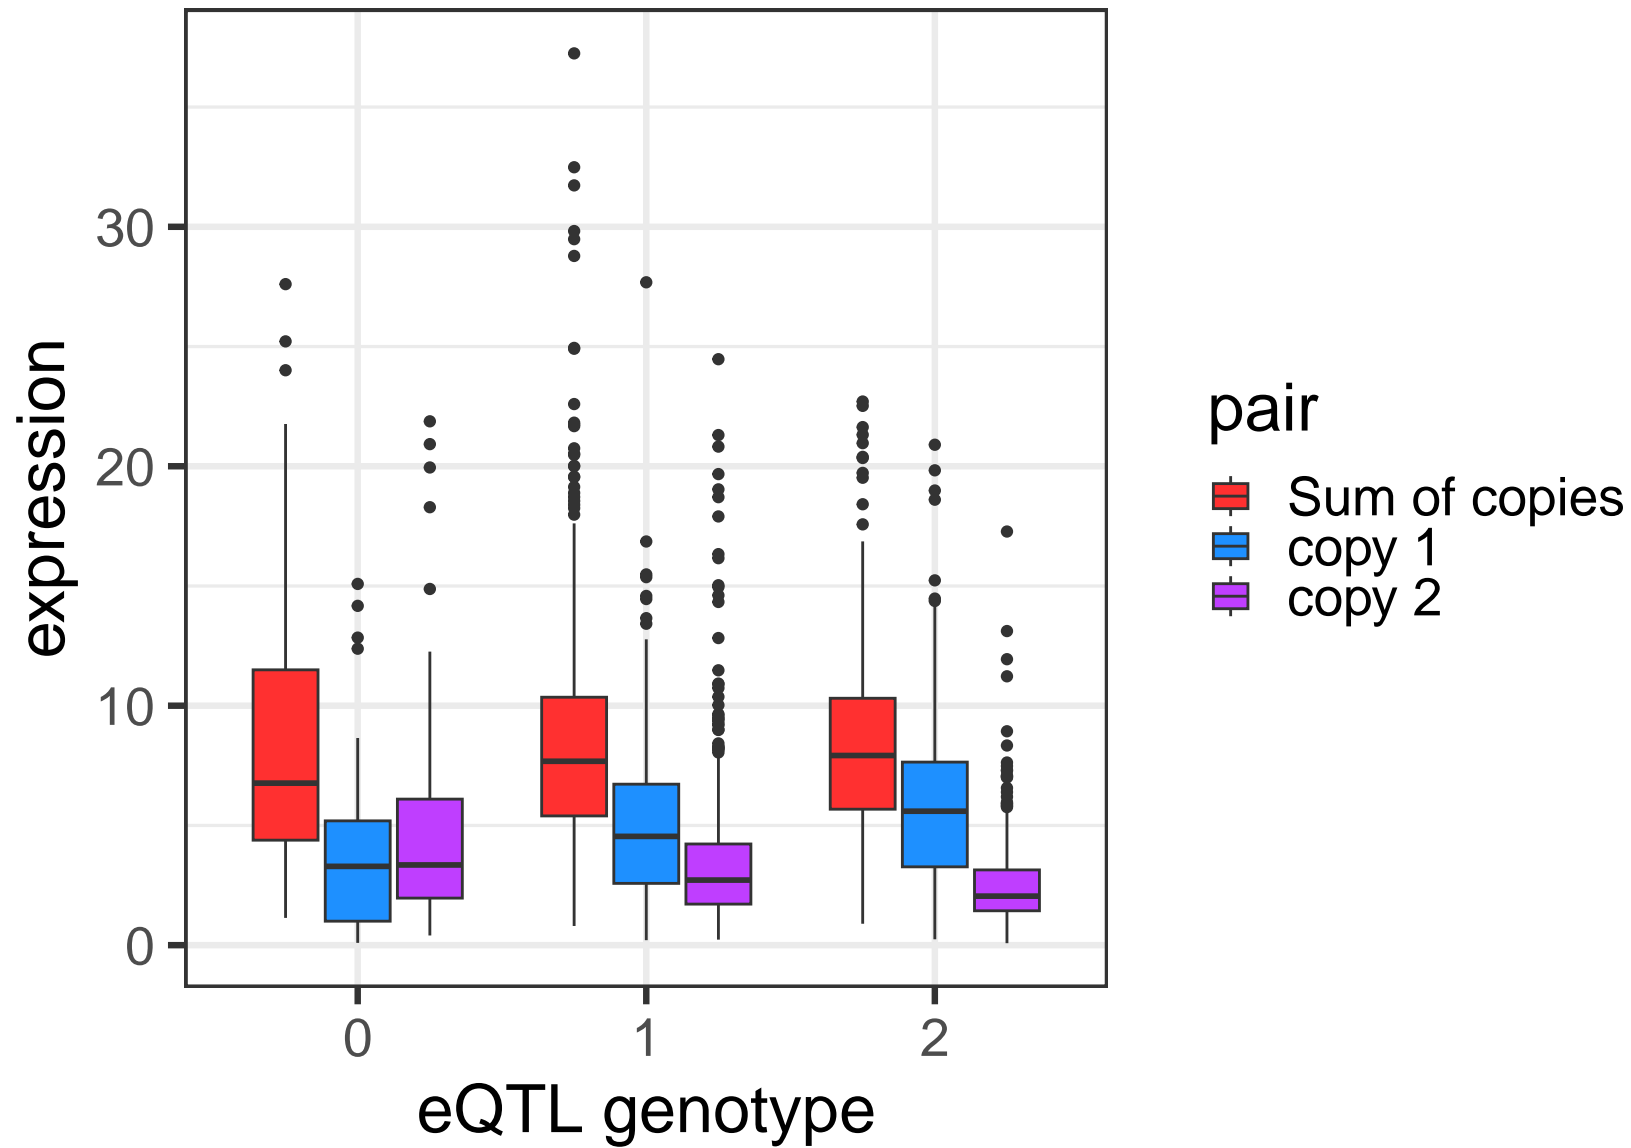 30
20
10
0
expression
0 1 2
eQTL genotype
pair
Sum of copies
copy 1
copy 2